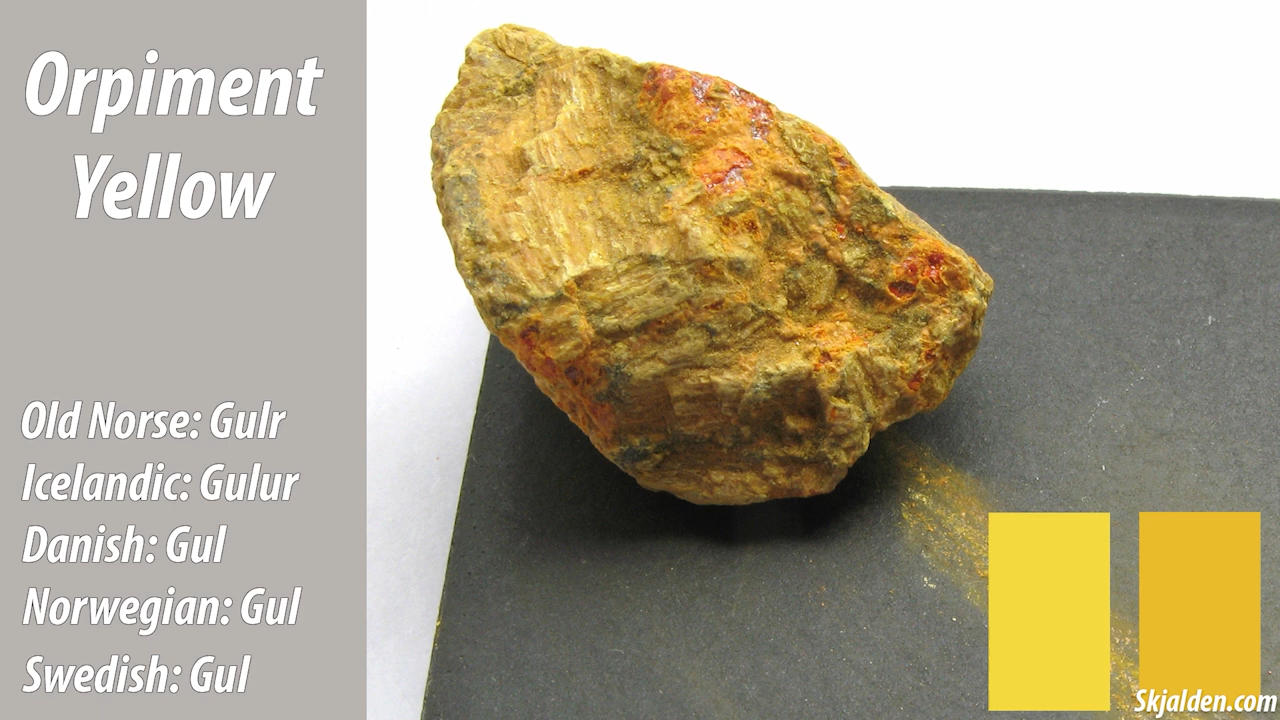 Orpiment
Yellow
Old Norse: Gulr
Icelandic: Gulur
Danish: Gul
Norwegian: Gul
Swedish: Gul
Skjalden.com